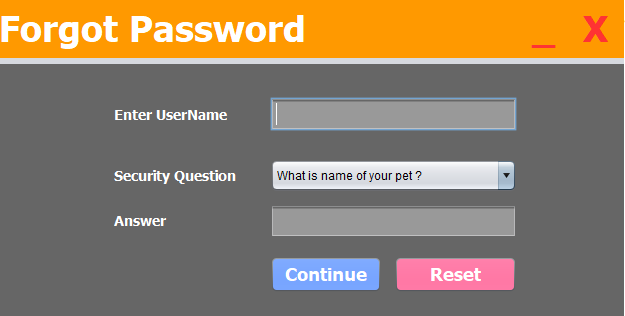 Forgot Password _ X
Enter UserName
Security Question What is name of your pet ?
Answer
Continue Reset